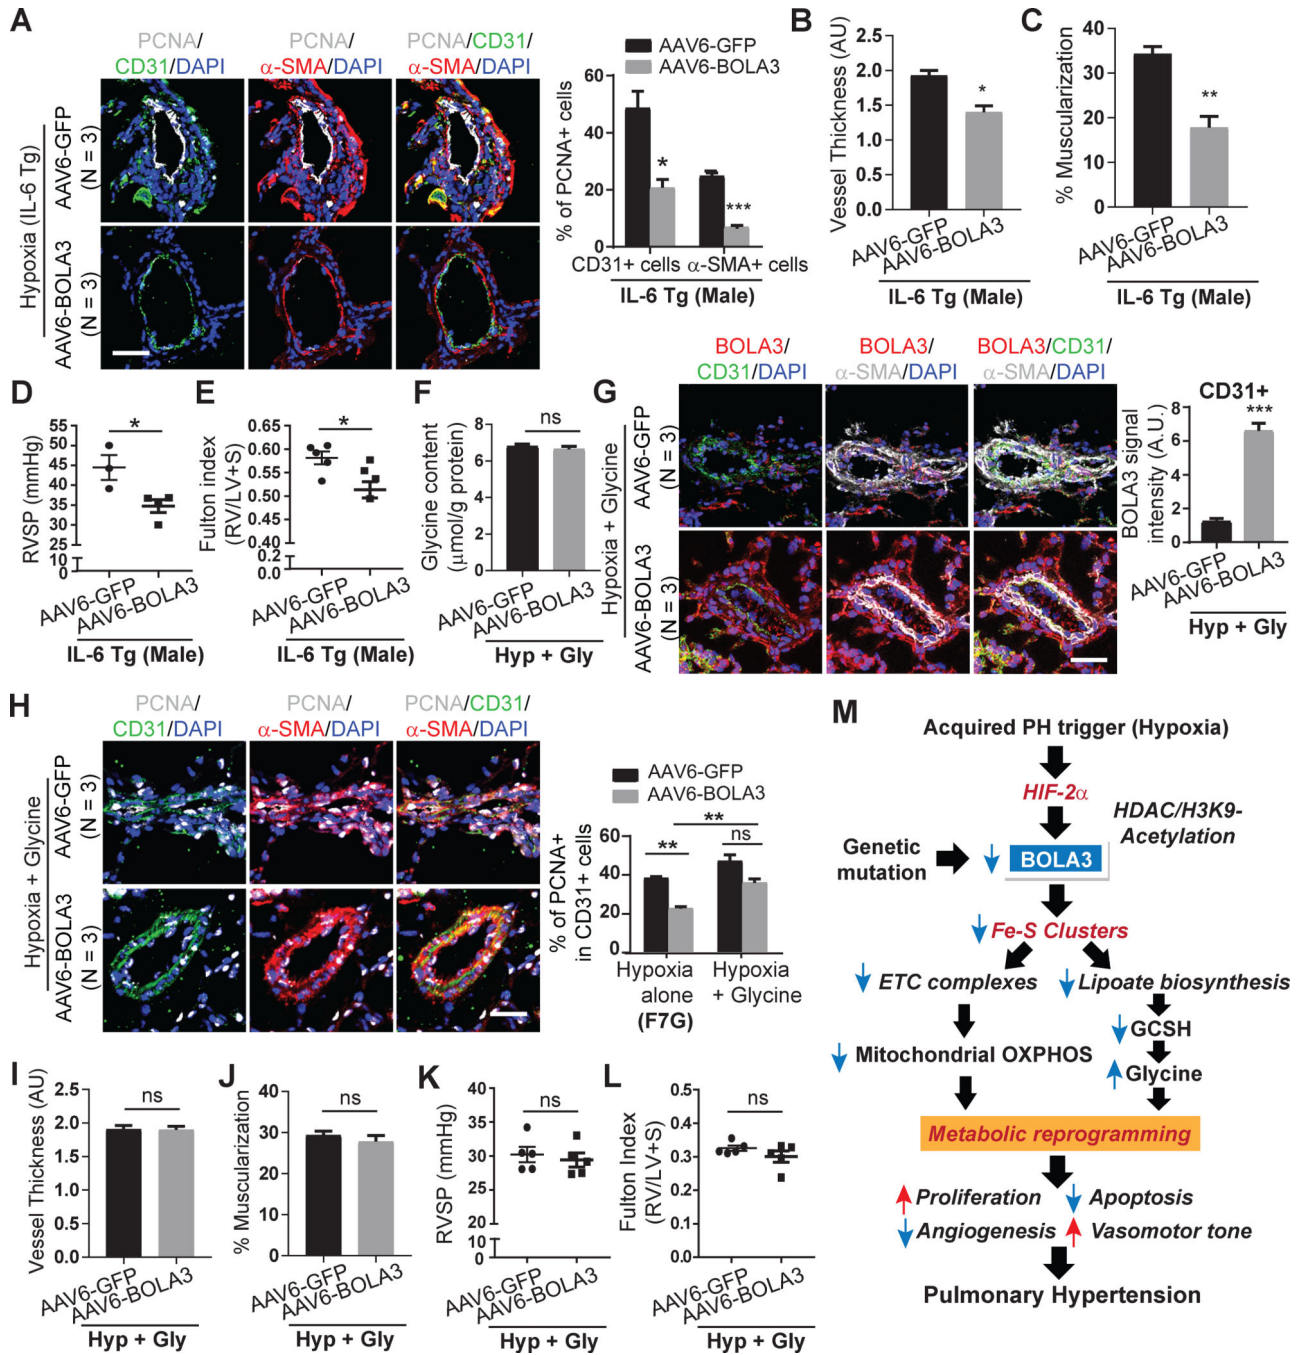 A
PCNA/
CD31/DAPI
PCNA/
α-SMA/DAPI
PCNA/CD31/
α-SMA/DAPI
Hypoxia (IL-6 Tg)
AAV6-GFP
(N = 3)
AAV6-BOLA3
(N = 3)
AAV6-GFP
AAV6-BOLA3
% of PCNA+ cells
60
40
20
0
*
***
CD31+ cells
α-SMA+ cells
IL-6 Tg (Male)
B
Vessel Thickness (AU)
2.5
2.0
1.5
1.0
0.5
0.0
*
AAV6-GFP
AAV6-BOLA3
IL-6 Tg (Male)
C
% Muscularization
40
30
20
10
0
**
AAV6-GFP
AAV6-BOLA3
IL-6 Tg (Male)
D
RVSP (mmHg)
55
50
45
40
35
30
25
0
*
AAV6-GFP
AAV6-BOLA3
IL-6 Tg (Male)
E
Fulton index
(RV/LV+S)
0.65
0.60
0.55
0.50
0.45
0.40
0.2
0.0
*
AAV6-GFP
AAV6-BOLA3
IL-6 Tg (Male)
F
Glycine content
(μmol/g protein)
8
6
4
2
0
ns
AAV6-GFP
AAV6-BOLA3
Hyp + Gly
G
BOLA3/
CD31/DAPI
BOLA3/
α-SMA/DAPI
BOLA3/CD31/
α-SMA/DAPI
Hypoxia + Glycine
AAV6-GFP
(N = 3)
AAV6-BOLA3
(N = 3)
CD31+
BOLA3 signal
intensity (A.U.)
8
6
4
2
0
***
AAV6-GFP
AAV6-BOLA3
Hyp + Gly
H
PCNA/
CD31/DAPI
PCNA/
α-SMA/DAPI
PCNA/CD31/
α-SMA/DAPI
Hypoxia + Glycine
AAV6-GFP
(N = 3)
AAV6-BOLA3
(N = 3)
AAV6-GFP
AAV6-BOLA3
% of PCNA+
in CD31+ cells
60
40
20
0
**
**
ns
Hypoxia
alone
(F7G)
Hypoxia
+ Glycine
I
Vessel Thickness (AU)
2.5
2.0
1.5
1.0
0.5
0.0
ns
AAV6-GFP
AAV6-BOLA3
Hyp + Gly
J
% Muscularization
40
30
20
10
0
ns
AAV6-GFP
AAV6-BOLA3
Hyp + Gly
K
RVSP (mmHg)
40
35
30
25
20
10
0
ns
AAV6-GFP
AAV6-BOLA3
Hyp + Gly
L
Fulton Index
(RV/LV+S)
0.5
0.4
0.3
0.2
0.1
0.0
ns
AAV6-GFP
AAV6-BOLA3
Hyp + Gly
M
Acquired PH trigger (Hypoxia)
HIF-2α
HDAC/H3K9-
Acetylation
Genetic
mutation
BOLA3
Fe-S Clusters
ETC complexes
Lipoate biosynthesis
GCSH
Mitochondrial OXPHOS
Glycine
Metabolic reprogramming
Proliferation
Apoptosis
Angiogenesis
Vasomotor tone
Pulmonary Hypertension